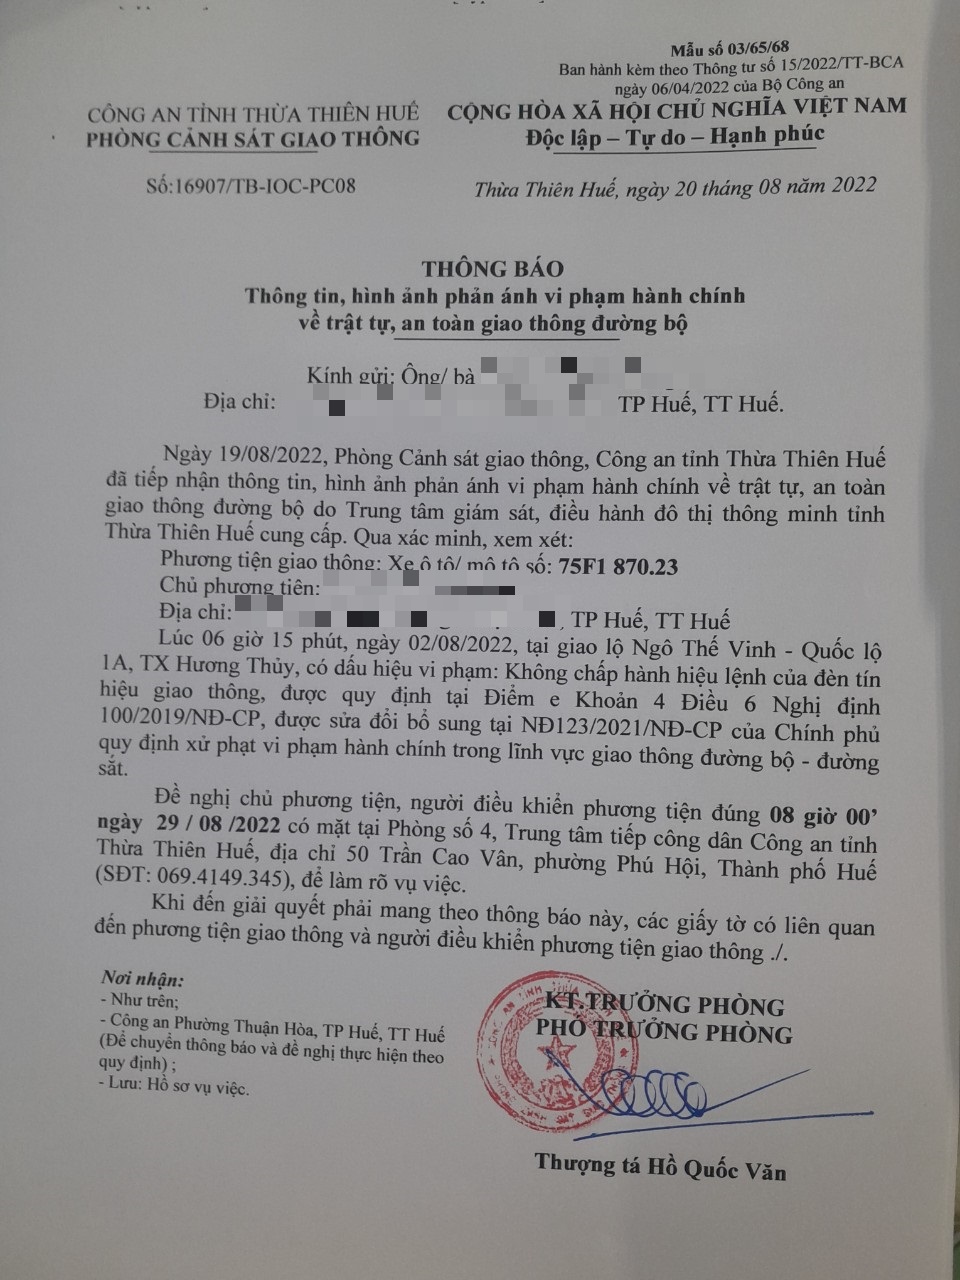 Mẫu số 03/65/68
Ban hành kèm theo Thông tư số 15/2022/TT-BCA
ngày 06/04/2022 của Bộ Công an
CÔNG AN TỈNH THỪA THIÊN HUẾ
PHÒNG CẢNH SÁT GIAO THÔNG
CỘNG HÒA XÃ HỘI CHỦ NGHĨA VIỆT NAM
Độc lập – Tự do – Hạnh phúc
Số:16907/TB-IOC-PC08
Thừa Thiên Huế, ngày 20 tháng 08 năm 2022
THÔNG BÁO
Thông tin, hình ảnh phản ánh vi phạm hành chính
về trật tự, an toàn giao thông đường bộ
Kính gửi: Ông/ bà
Địa chỉ: TP Huế, TT Huế.
Ngày 19/08/2022, Phòng Cảnh sát giao thông, Công an tỉnh Thừa Thiên Huế
đã tiếp nhận thông tin, hình ảnh phản ánh vi phạm hành chính về trật tự, an toàn
giao thông đường bộ do Trung tâm giám sát, điều hành đô thị thông minh tỉnh
Thừa Thiên Huế cung cấp. Qua xác minh, xem xét:
Phương tiện giao thông: Xe ô tô/ mô tô số: 75F1 870.23
Chủ phương tiên:
Địa chỉ: , TP Huế, TT Huế
Lúc 06 giờ 15 phút, ngày 02/08/2022, tại giao lộ Ngô Thế Vinh - Quốc lộ
1A, TX Hương Thủy, có dấu hiệu vi phạm: Không chấp hành hiệu lệnh của đèn tín
hiệu giao thông, được quy định tại Điểm e Khoản 4 Điều 6 Nghị định
100/2019/NĐ-CP, được sửa đổi bổ sung tại NĐ123/2021/NĐ-CP của Chính phủ
quy định xử phạt vi phạm hành chính trong lĩnh vực giao thông đường bộ - đường
sắt.
Đề nghị chủ phương tiện, người điều khiển phương tiện đúng 08 giờ 00’
ngày 29 / 08 /2022 có mặt tại Phòng số 4, Trung tâm tiếp công dân Công an tỉnh
Thừa Thiên Huế, địa chỉ 50 Trần Cao Vân, phường Phú Hội, Thành phố Huế
(SĐT: 069.4149.345), để làm rõ vụ việc.
Khi đến giải quyết phải mang theo thông báo này, các giấy tờ có liên quan
đến phương tiện giao thông và người điều khiển phương tiện giao thông ./.
Nơi nhận:
- Như trên;
- Công an Phường Thuận Hòa, TP Huế, TT Huế
(Để chuyển thông báo và đề nghị thực hiện theo
quy định) ;
- Lưu: Hồ sơ vụ việc.
KT.TRƯỞNG PHÒNG
PHÓ TRƯỞNG PHÒNG
Thượng tá Hồ Quốc Văn